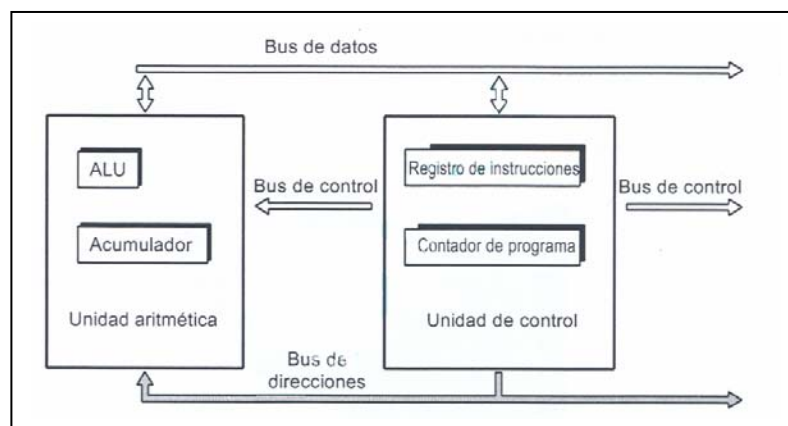 Bus de datos
ALU
Acumulador
Unidad aritmética
Bus de control
Registro de instrucciones
Contador de programa
Unidad de control
Bus de control
Bus de
direcciones